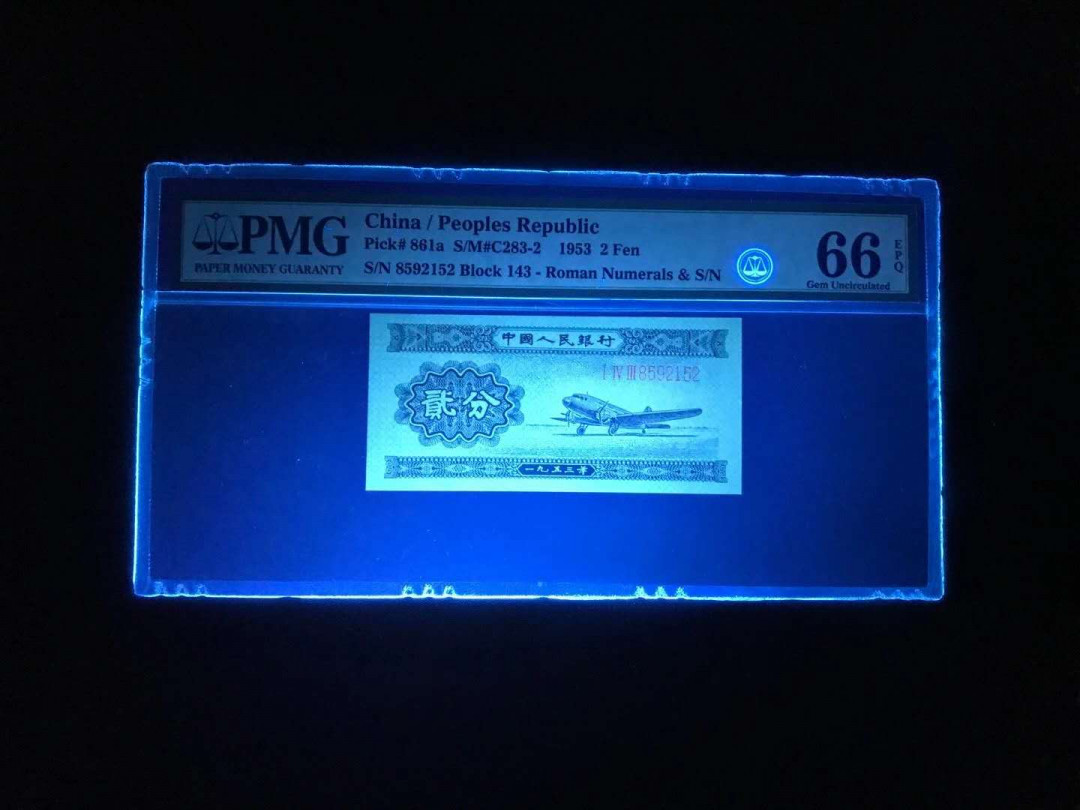 PMG
PAPER MONEY GUARANTY
China / Peoples Republic
Pick# 861a S/M#C283-2 1953 2 Fen
S/N 8592152 Block 143 - Roman Numerals & S/N
66
EPQ
Gem Uncirculated
中國人民銀行
I IV III 8592152
貳分
一九五三年